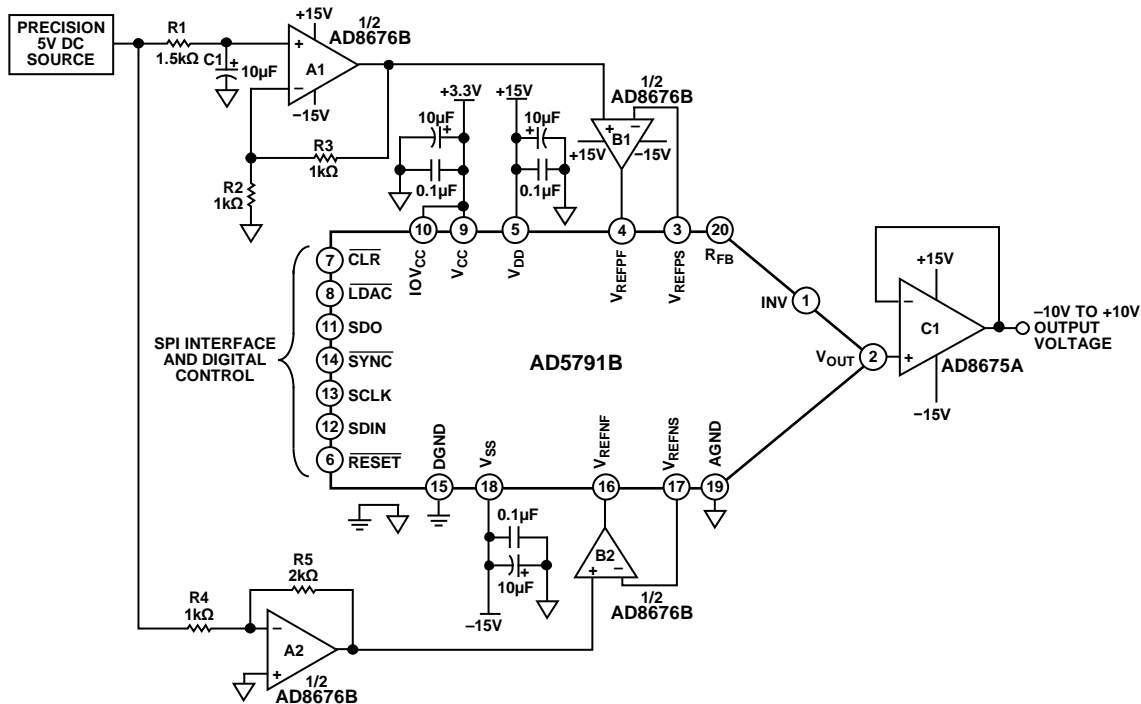 PRECISION
5V DC
SOURCE
R1
1.5kΩ
C1
+
10µF
+15V
1/2
AD8676B
+
A1
−
−15V
R3
1kΩ
R2
1kΩ
+3.3V
10µF
+
0.1µF
+15V
10µF
+
0.1µF
1/2
AD8676B
+ −
B1
+15V
−15V
10
9
5
4
3
20
IOVCC
VCC
VDD
VREFPF
VREFPS
RFB
7
CLR
8
LDAC
11
SDO
14
SYNC
13
SCLK
12
SDIN
6
RESET
SPI INTERFACE
AND DIGITAL
CONTROL
AD5791B
INV
1
VOUT
2
+15V
−
C1
+
AD8675A
−15V
−10V TO +10V
OUTPUT
VOLTAGE
DGND
VSS
VREFNF
VREFNS
AGND
15
18
16
17
19
0.1µF
+
10µF
−15V
B2
+ −
1/2
AD8676B
R5
2kΩ
R4
1kΩ
−
A2
+
1/2
AD8676B